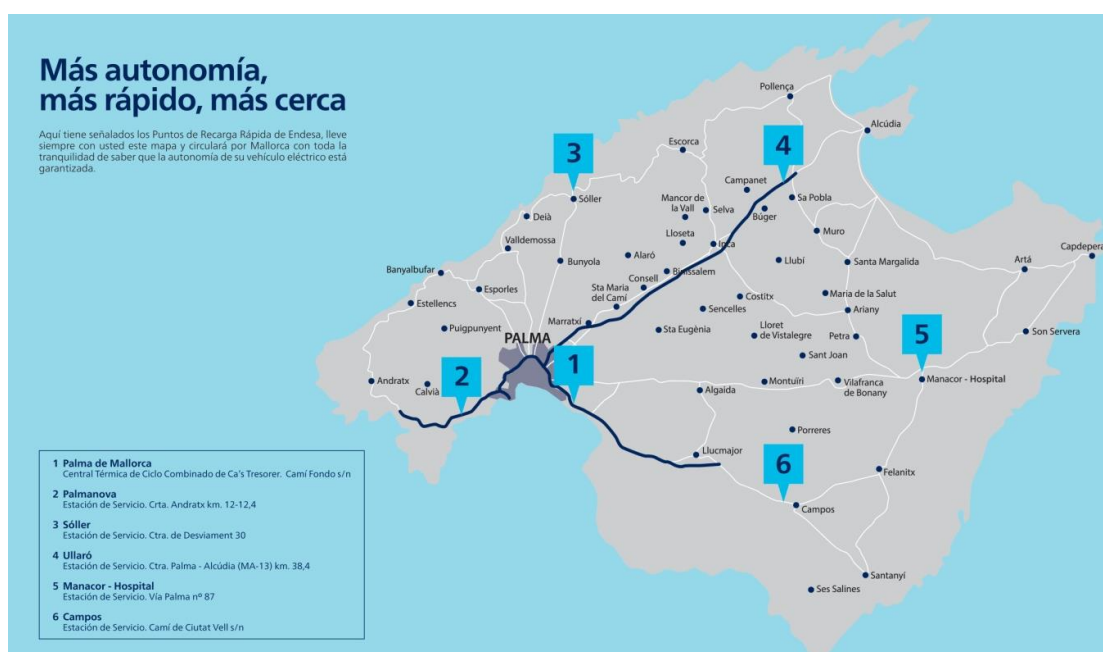 Más autonomía,
más rápido, más cerca
Aquí tiene señalados los Puntos de Recarga Rápida de Endesa, lleve
siempre con usted este mapa y circulará por Mallorca con toda la
tranquilidad de saber que la autonomía de su vehículo eléctrico está
garantizada.
Pollença
Alcúdia
Escorca
3
4
Campanet
Sóller
Mancor de
la Vall
Selva
Búger
Sa Pobla
Deià
Muro
Valldemossa
Lloseta
Inca
Capdepera
Banyalbufar
Bunyola
Alaró
Binissalem
Llubí
Santa Margalida
Artá
Consell
Esporles
Sta Maria
del Camí
Costitx
Maria de la Salut
Estellencs
Sencelles
Ariany
Puigpunyent
Marratxí
Sta Eugènia
Lloret
de Vistalegre
Petra
5
Son Servera
PALMA
1
2
Sant Joan
Andratx
Calvià
Algaida
Montuïri
Vilafranca
de Bonany
Manacor - Hospital
Porreres
Llucmajor
6
Felanitx
Campos
Santanyí
Ses Salines
1 Palma de Mallorca
Central Térmica de Ciclo Combinado de Ca's Tresorer. Camí Fondo s/n
2 Palmanova
Estación de Servicio. Crta. Andratx km. 12-12,4
3 Sóller
Estación de Servicio. Ctra. de Desviament 30
4 Ullaró
Estación de Servicio. Ctra. Palma - Alcúdia (MA-13) km. 38,4
5 Manacor - Hospital
Estación de Servicio. Vía Palma nº 87
6 Campos
Estación de Servicio. Camí de Ciutat Vell s/n